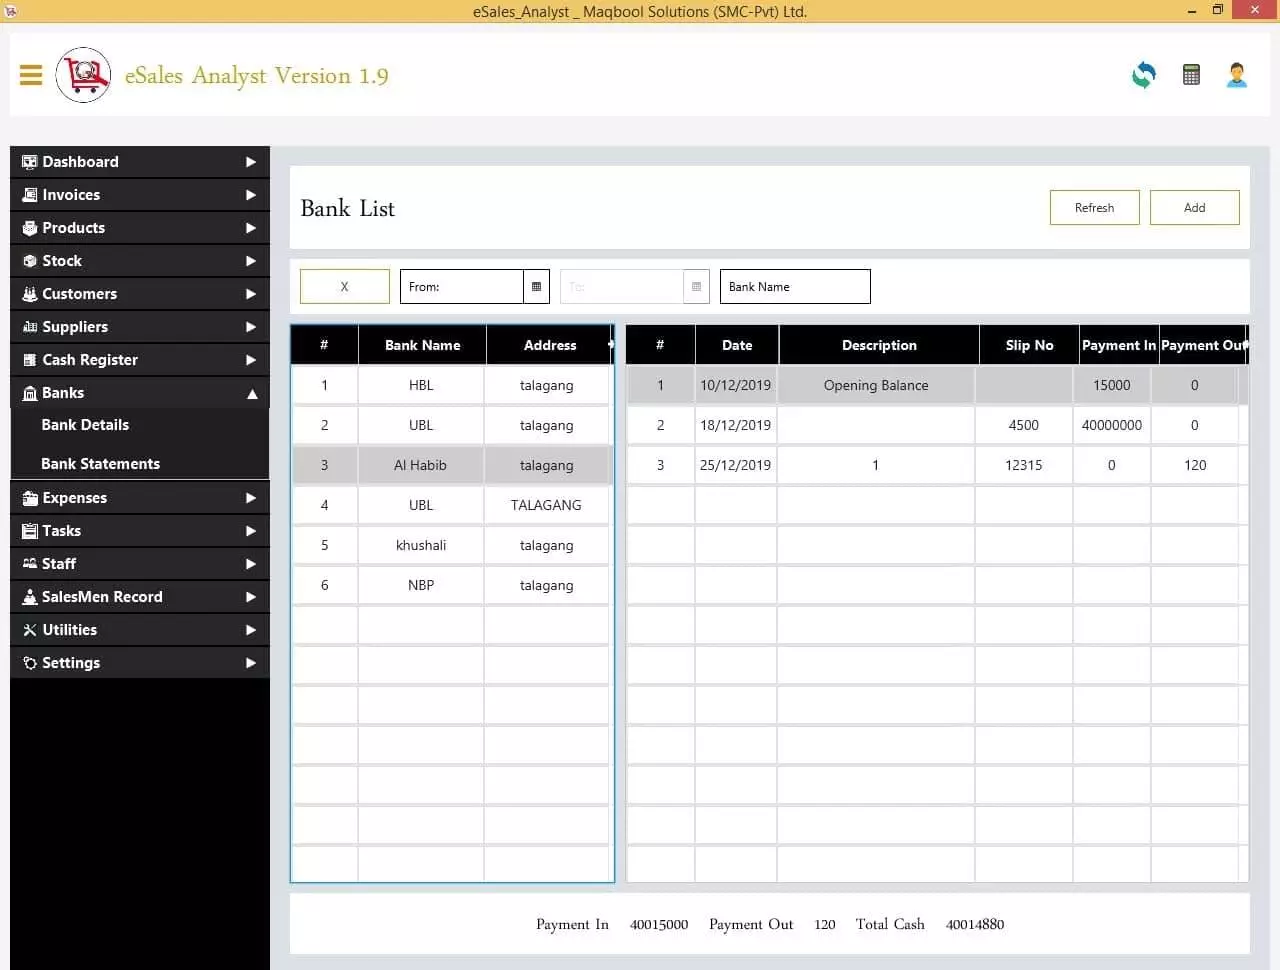 eSales_Analyst _ Maqbool Solutions (SMC-Pvt) Ltd.
eSales Analyst Version 1.9
Dashboard
Invoices
Products
Stock
Customers
Suppliers
Cash Register
Banks
Bank Details
Bank Statements
Expenses
Tasks
Staff
SalesMen Record
Utilities
Settings
Bank List
Refresh Add
X From: To: Bank Name
# Bank Name Address
1 HBL talagang
2 UBL talagang
3 Al Habib talagang
4 UBL TALAGANG
5 khushali talagang
6 NBP talagang
# Date Description Slip No Payment In Payment Out
1 10/12/2019 Opening Balance 15000 0
2 18/12/2019 4500 40000000 0
3 25/12/2019 1 12315 0 120
Payment In 40015000 Payment Out 120 Total Cash 40014880